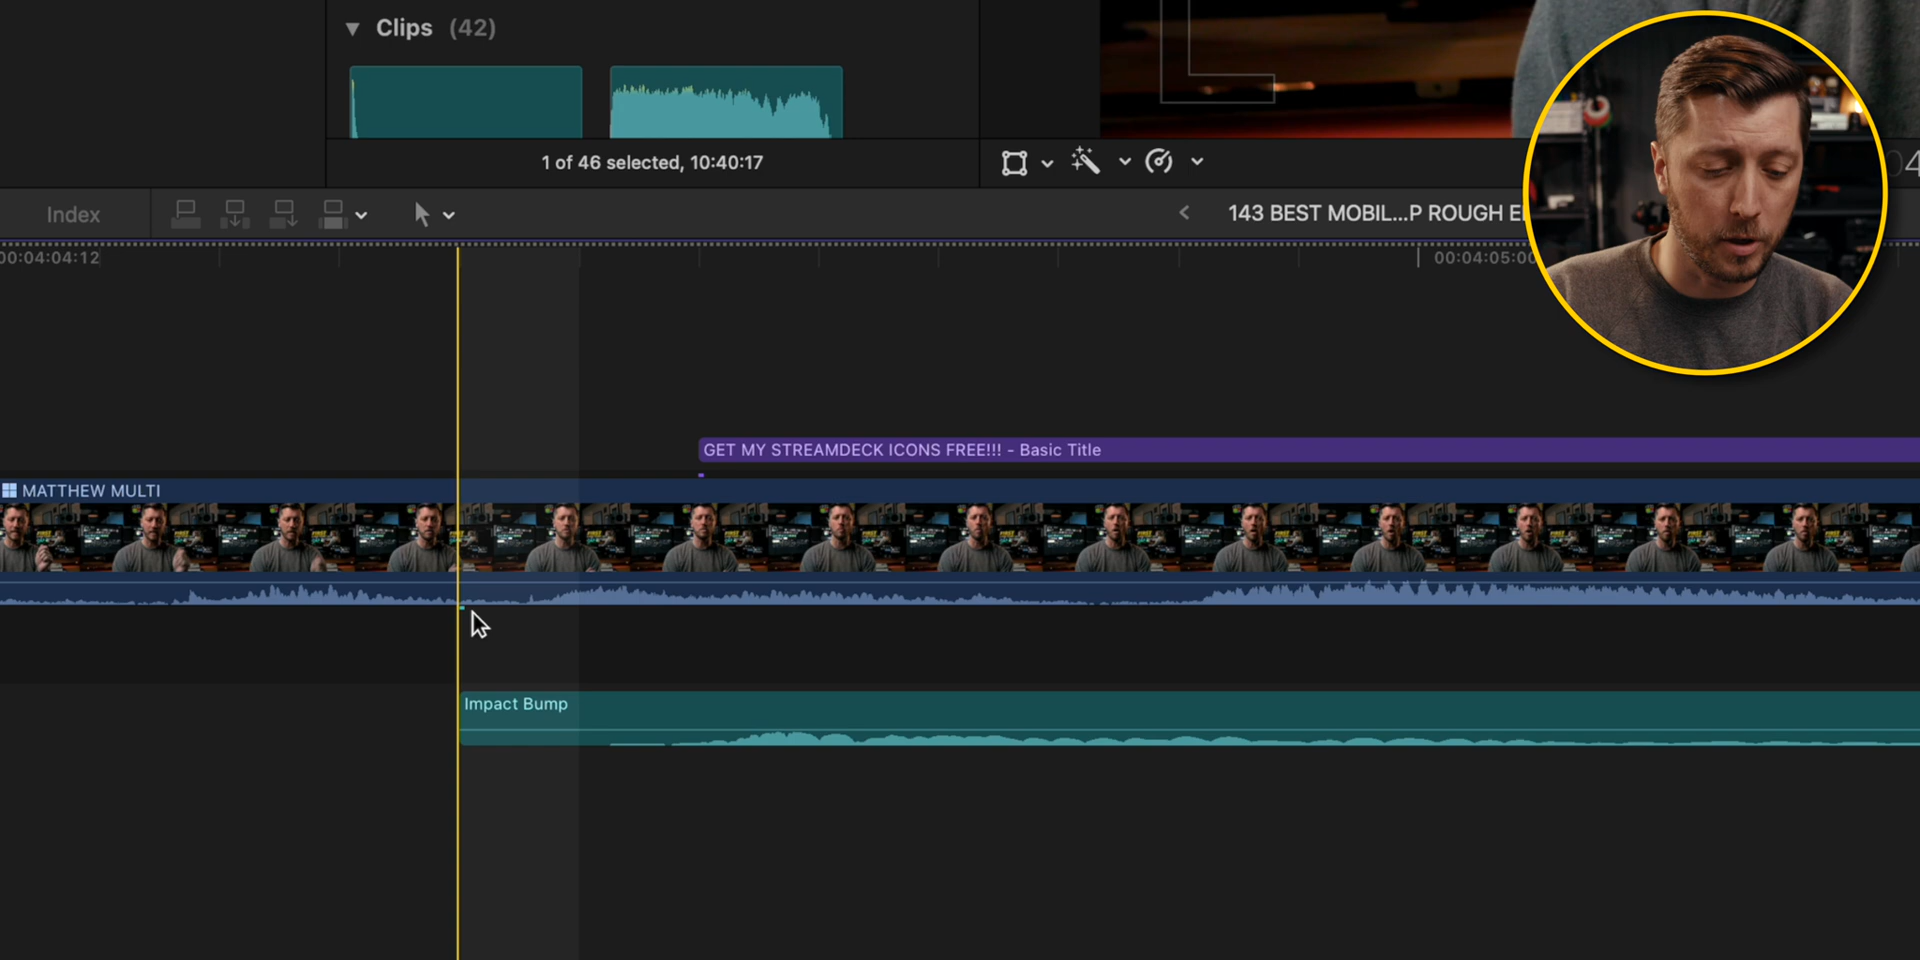 Clips (42)
1 of 46 selected, 10:40:17
Index
143 BEST MOBIL...P ROUGH E
00:04:04:12
00:04:05:00
GET MY STREAMDECK ICONS FREE!!! - Basic Title
MATTHEW MULTI
Impact Bump